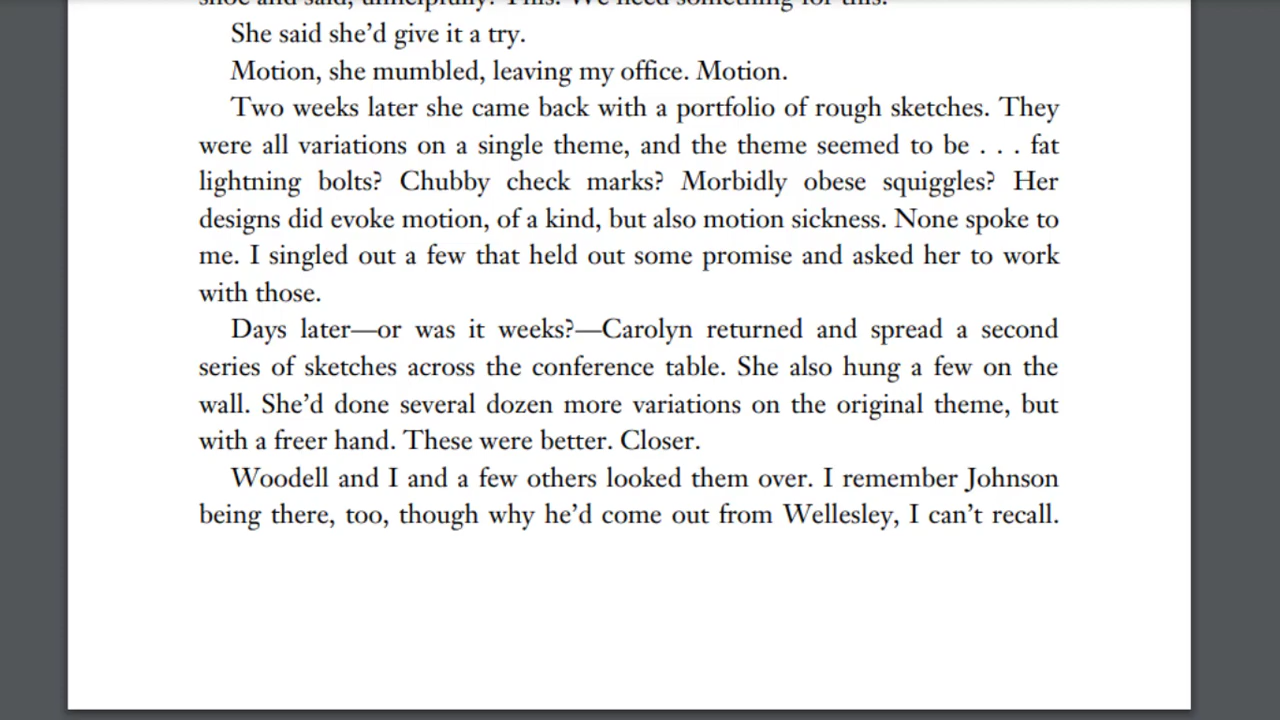 She said she’d give it a try.
Motion, she mumbled, leaving my office. Motion.
Two weeks later she came back with a portfolio of rough sketches. They
were all variations on a single theme, and the theme seemed to be . . . fat
lightning bolts? Chubby check marks? Morbidly obese squiggles? Her
designs did evoke motion, of a kind, but also motion sickness. None spoke to
me. I singled out a few that held out some promise and asked her to work
with those.
Days later—or was it weeks?—Carolyn returned and spread a second
series of sketches across the conference table. She also hung a few on the
wall. She’d done several dozen more variations on the original theme, but
with a freer hand. These were better. Closer.
Woodell and I and a few others looked them over. I remember Johnson
being there, too, though why he’d come out from Wellesley, I can’t recall.